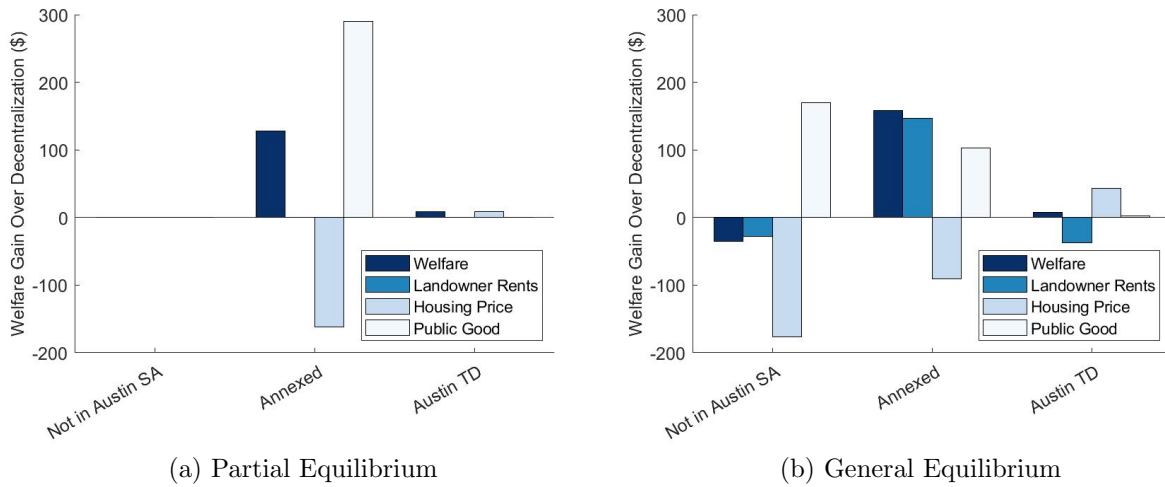 Welfare Gain Over Decentralization ($)
300
200
100
0
-100
-200
Welfare
Landowner Rents
Housing Price
Public Good
Not in Austin SA
Annexed
Austin TD
(a) Partial Equilibrium
Welfare Gain Over Decentralization ($)
300
200
100
0
-100
-200
Welfare
Landowner Rents
Housing Price
Public Good
Not in Austin SA
Annexed
Austin TD
(b) General Equilibrium